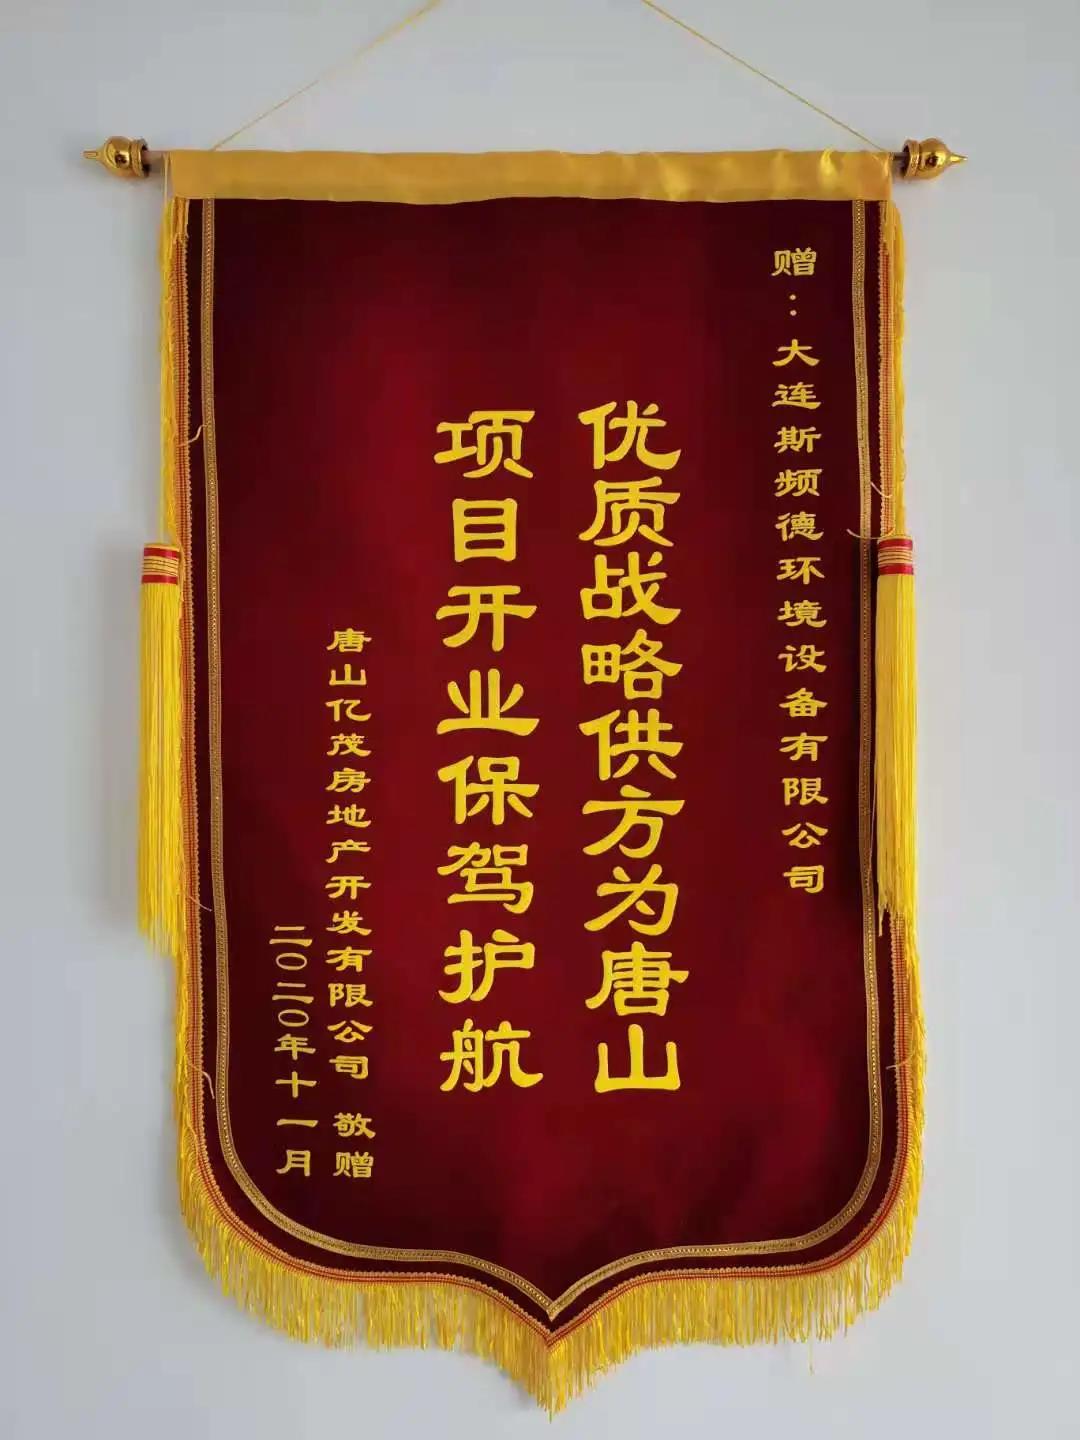 赠：大连斯频德环境设备有限公司
优质战略供方为唐山
项目开业保驾护航
唐山亿茂房地产开发有限公司 敬赠
二〇二〇年十一月